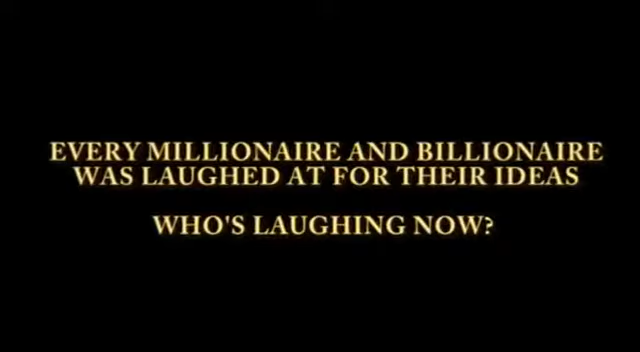 EVERY MILLIONAIRE AND BILLIONAIRE
WAS LAUGHED AT FOR THEIR IDEAS
WHO'S LAUGHING NOW?